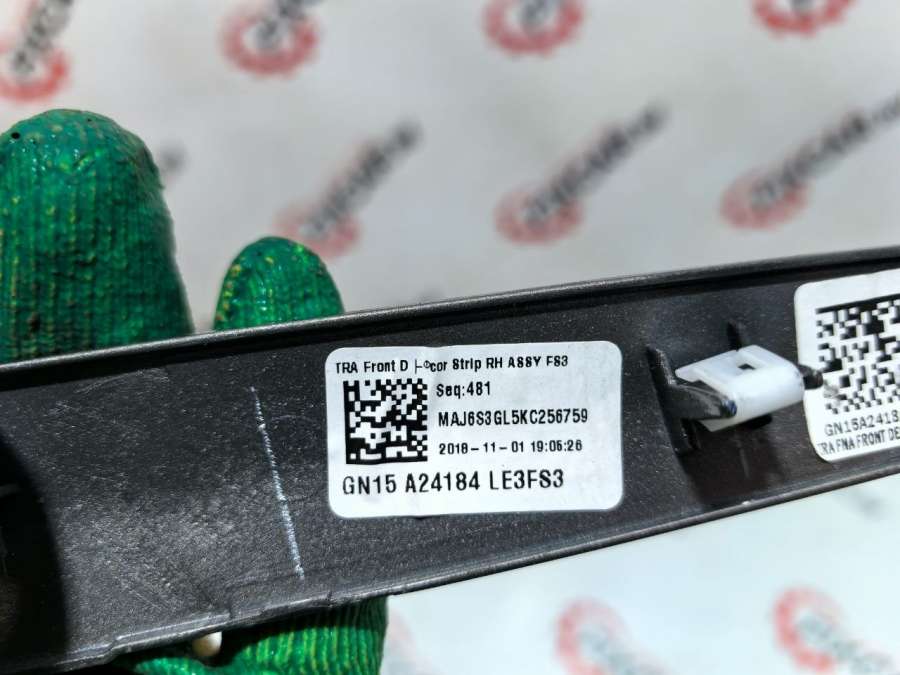 TRA Front D├©cor Strip RH ASSY FS3
Seq:481
MAJ6S3GL5KC256759
2018-11-01 19:06:26
GN15 A24184 LE3FS3
GN15A2418
TRA FNA FRONT DE